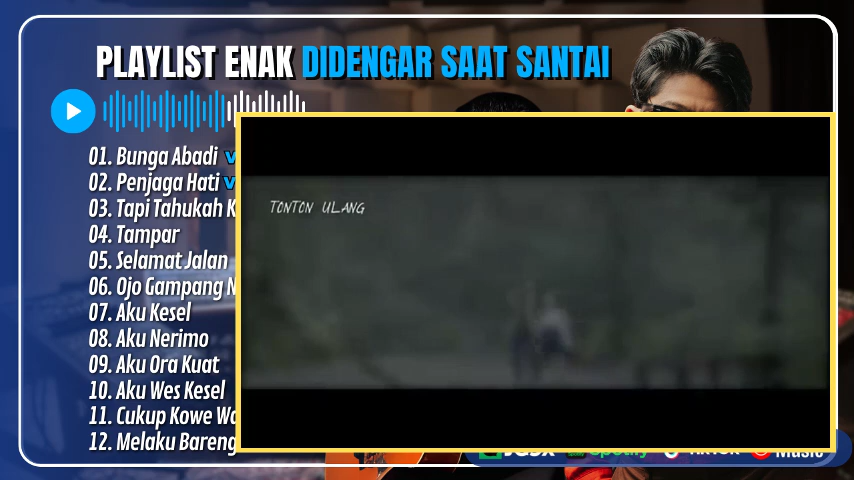 PLAYLIST ENAK DIDENGAR SAAT SANTAI
01. Bunga Abadi
02. Penjaga Hati
03. Tapi Tahukah
04. Tampar
05. Selamat Jalan
06. Ojo Gampang
07. Aku Kesel
08. Aku Nerimo
09. Aku Ora Kuat
10. Aku Wes Kesel
11. Cukup Kowe
12. Melaku Bareng
TONTON ULANG
Spotify Music